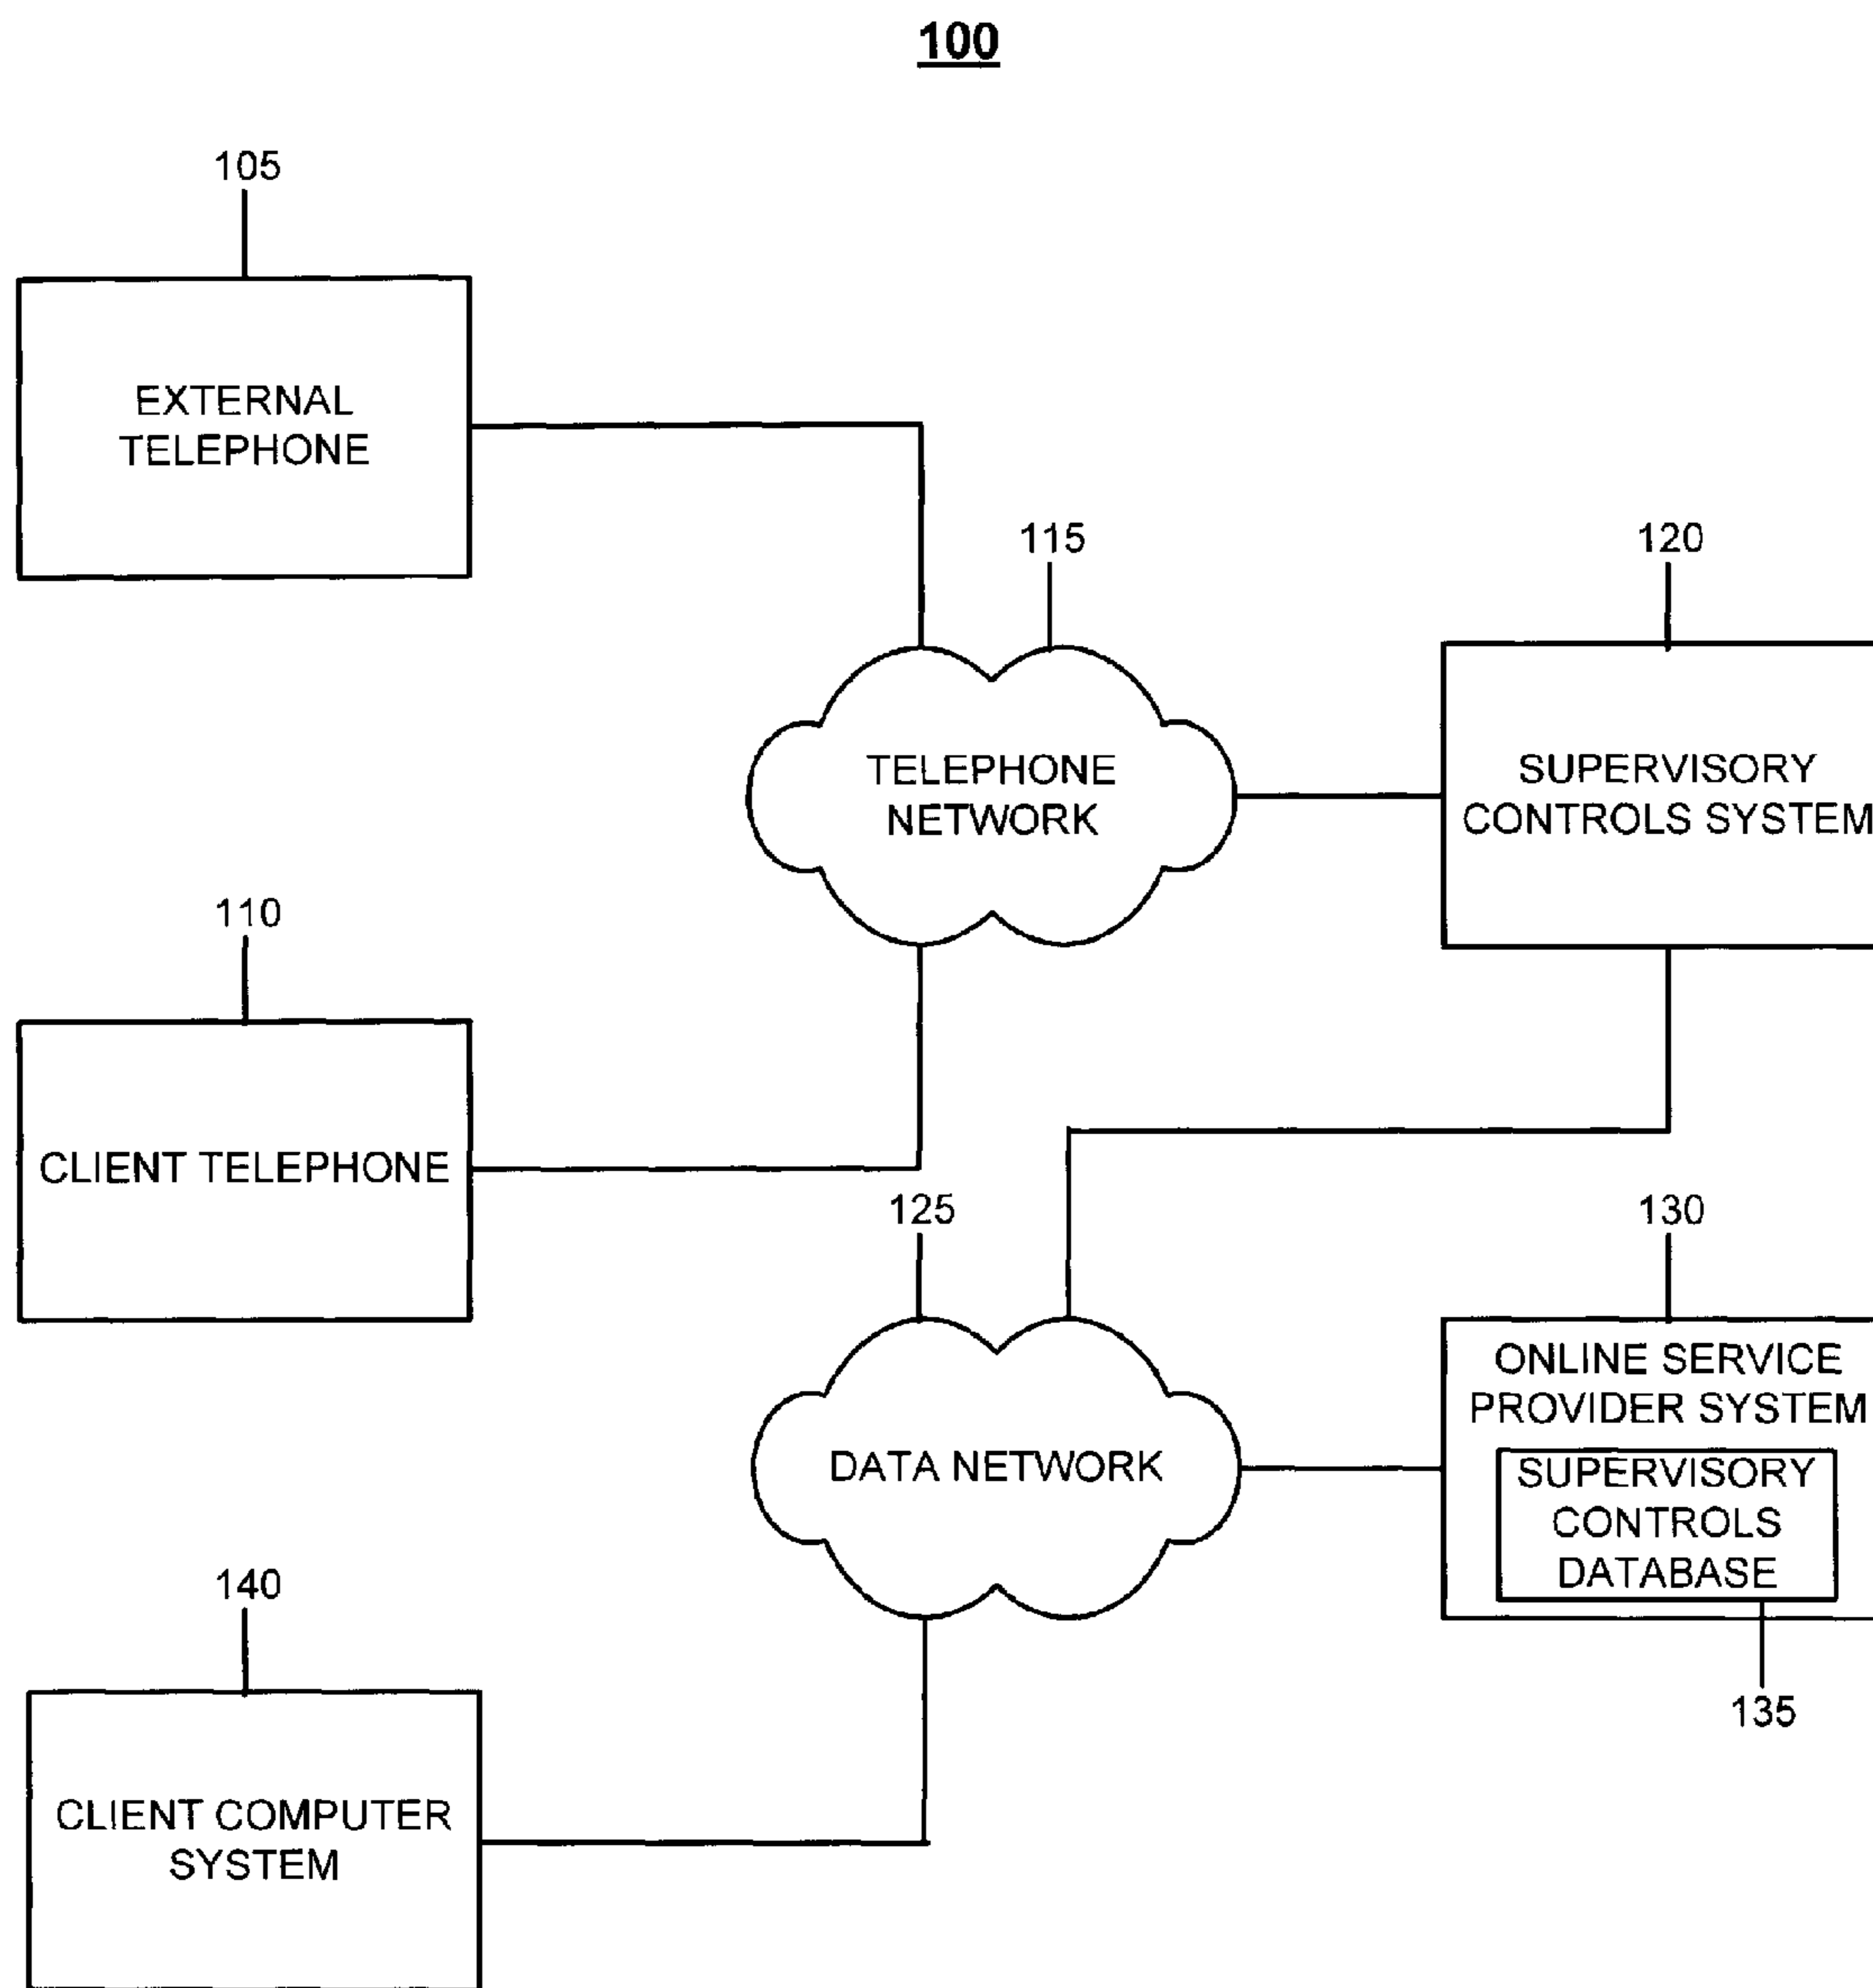 100
105
EXTERNAL
TELEPHONE
115
120
TELEPHONE
NETWORK
SUPERVISORY
CONTROLS SYSTEM
110
CLIENT TELEPHONE
125
130
ONLINE SERVICE
PROVIDER SYSTEM
DATA NETWORK
SUPERVISORY
CONTROLS
DATABASE
140
135
CLIENT COMPUTER
SYSTEM